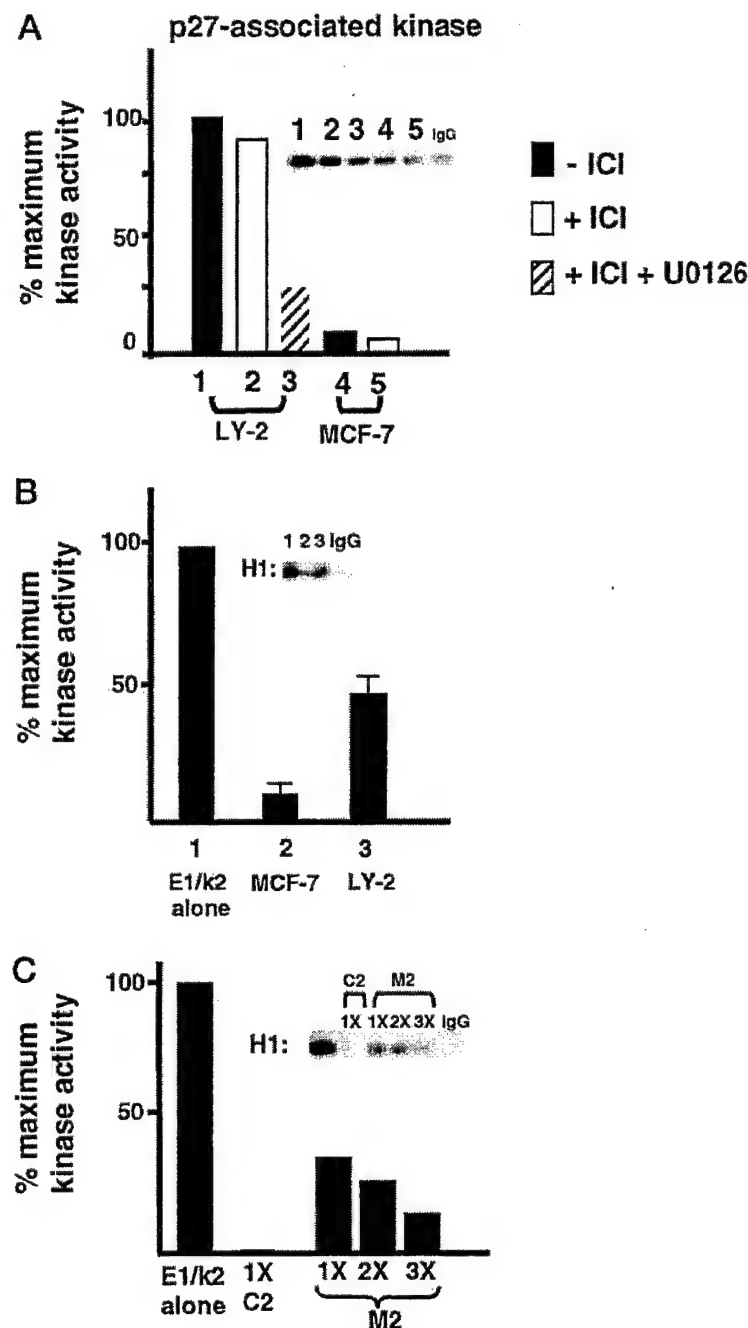 A
p27-associated kinase
% maximum
kinase activity
100
50
0
1 2 3 4 5 IgG
- ICI
+ ICI
+ ICI + U0126
1 2 3 4 5
LY-2 MCF-7
B
% maximum
kinase activity
100
50
1 2 3 IgG
H1:
1 2 3
E1/k2 MCF-7 LY-2
alone
C
% maximum
kinase activity
100
50
C2 M2
1X 1X 2X 3X IgG
H1:
E1/k2 1X 1X 2X 3X
alone C2 M2